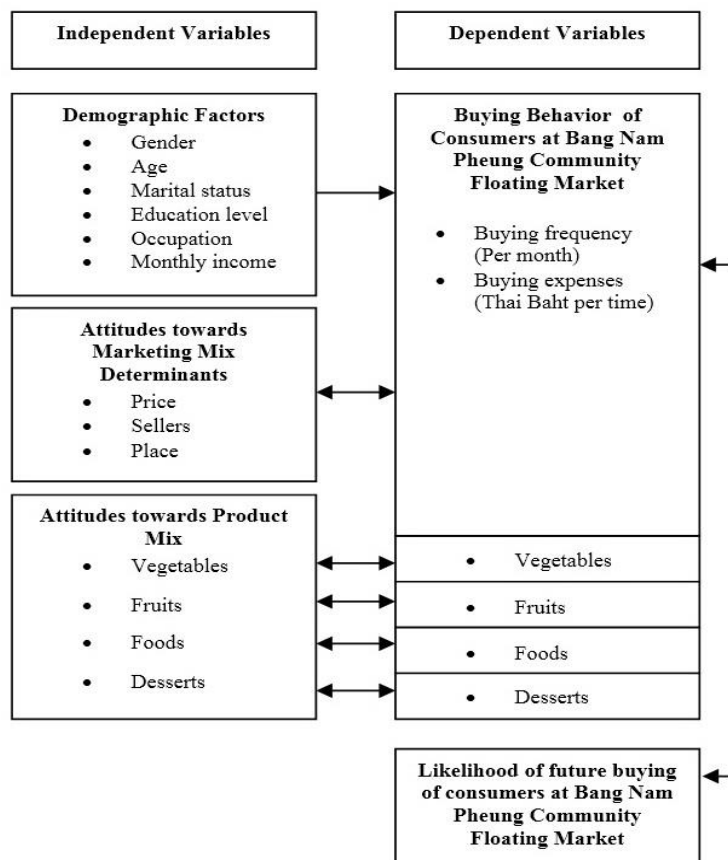 Independent Variables
Dependent Variables
Demographic Factors
• Gender
• Age
• Marital status
• Education level
• Occupation
• Monthly income
Attitudes towards
Marketing Mix
Determinants
• Price
• Sellers
• Place
Attitudes towards Product
Mix
• Vegetables
• Fruits
• Foods
• Desserts
Buying Behavior of
Consumers at Bang Nam
Pheung Community
Floating Market
• Buying frequency
(Per month)
• Buying expenses
(Thai Baht per time)
• Vegetables
• Fruits
• Foods
• Desserts
Likelihood of future buying
of consumers at Bang Nam
Pheung Community
Floating Market